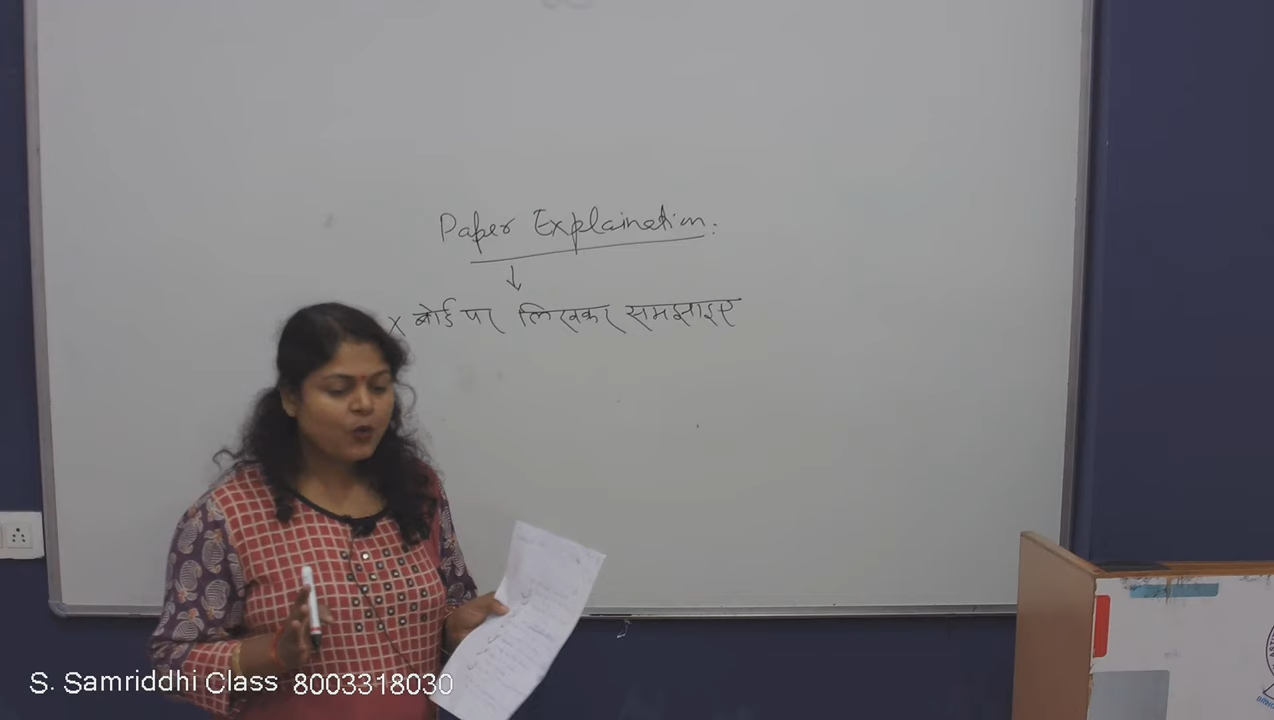 Paper Explaination:
↓
x बोर्ड पर लिखकर समझाइए
S. Samriddhi Class 8003318030